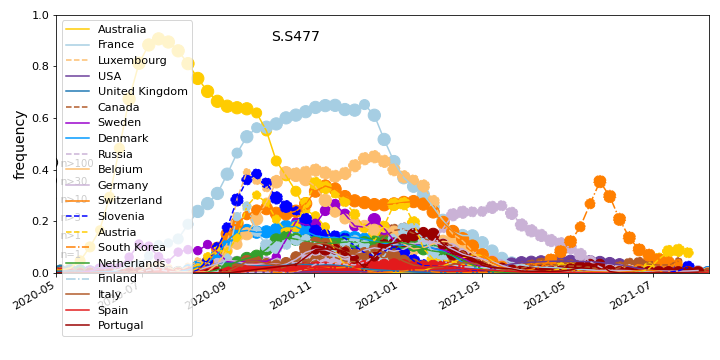 S.S477
frequency
1.0
0.8
0.6
0.4
0.2
0.0
Australia
France
Luxembourg
USA
United Kingdom
Canada
Sweden
Denmark
Russia
Belgium
Germany
Switzerland
Slovenia
Austria
South Korea
Netherlands
Finland
Italy
Spain
Portugal
n>100
n>30
n>10
2020-05
2020-07
2020-09
2020-11
2021-01
2021-03
2021-05
2021-07